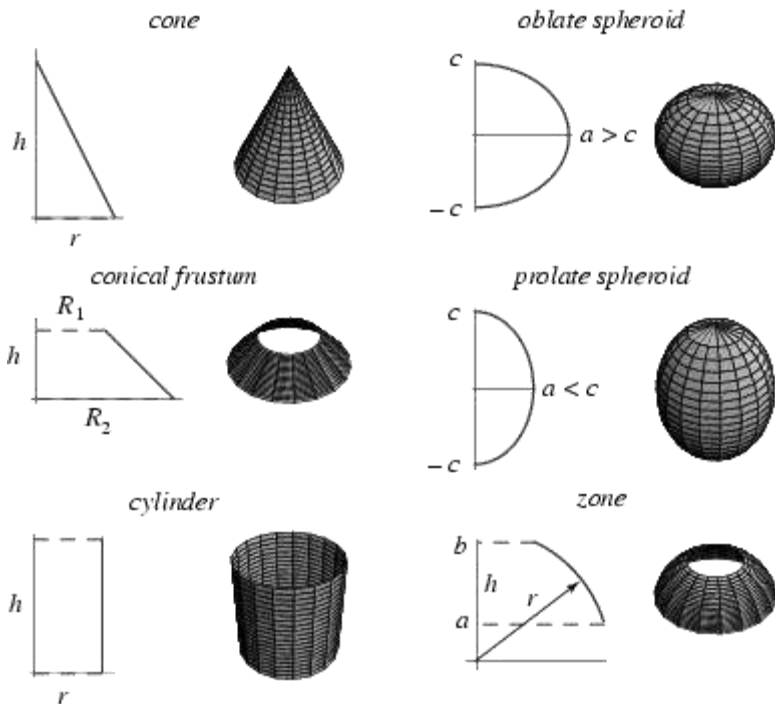 cone
h
r
oblate spheroid
c
a > c
−c
conical frustum
R₁
h
R₂
prolate spheroid
c
a < c
−c
cylinder
h
r
zone
b
h
r
a